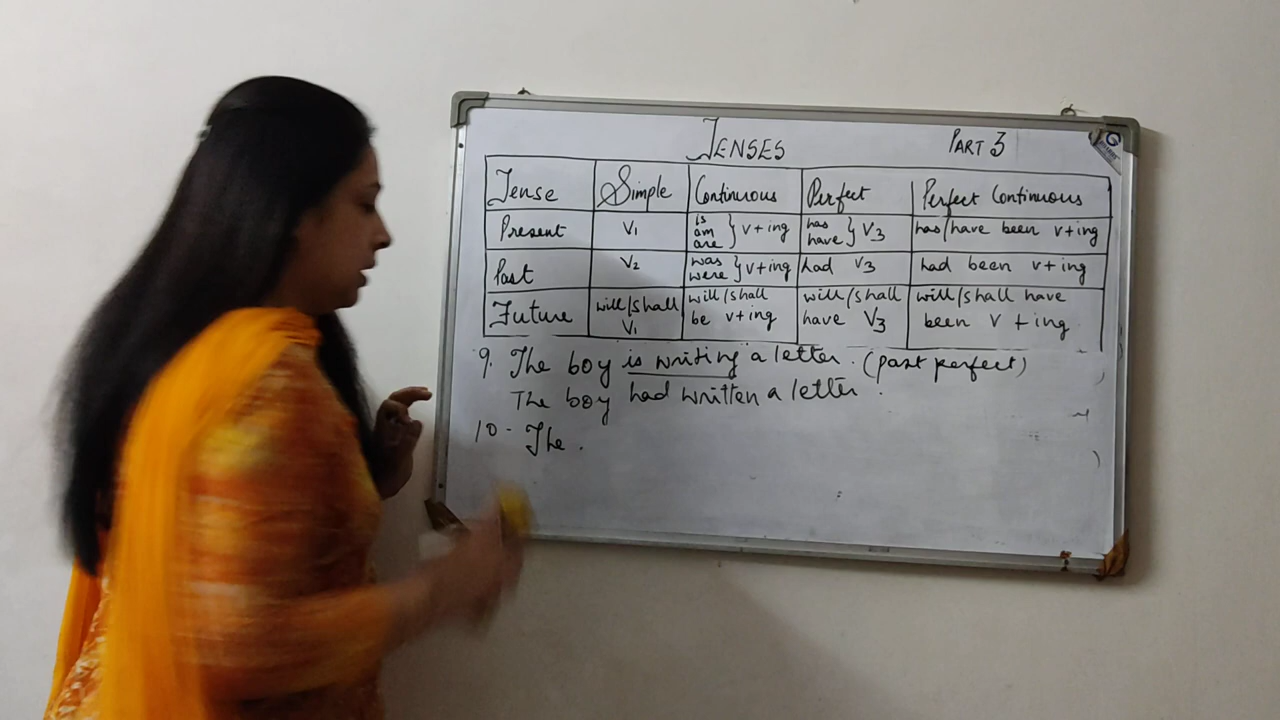 TENSES PART 3
Tense Simple Continuous Perfect Perfect Continuous
Present V1 is am are } v+ing has have } V3 has/have been v+ing
Past V2 was were } v+ing had V3 had been v+ing
Future will/shall V1 will/shall be v+ing will/shall have V3 will/shall have been v +ing
9. The boy is writing a letter. (past perfect)
The boy had written a letter.
10- The.